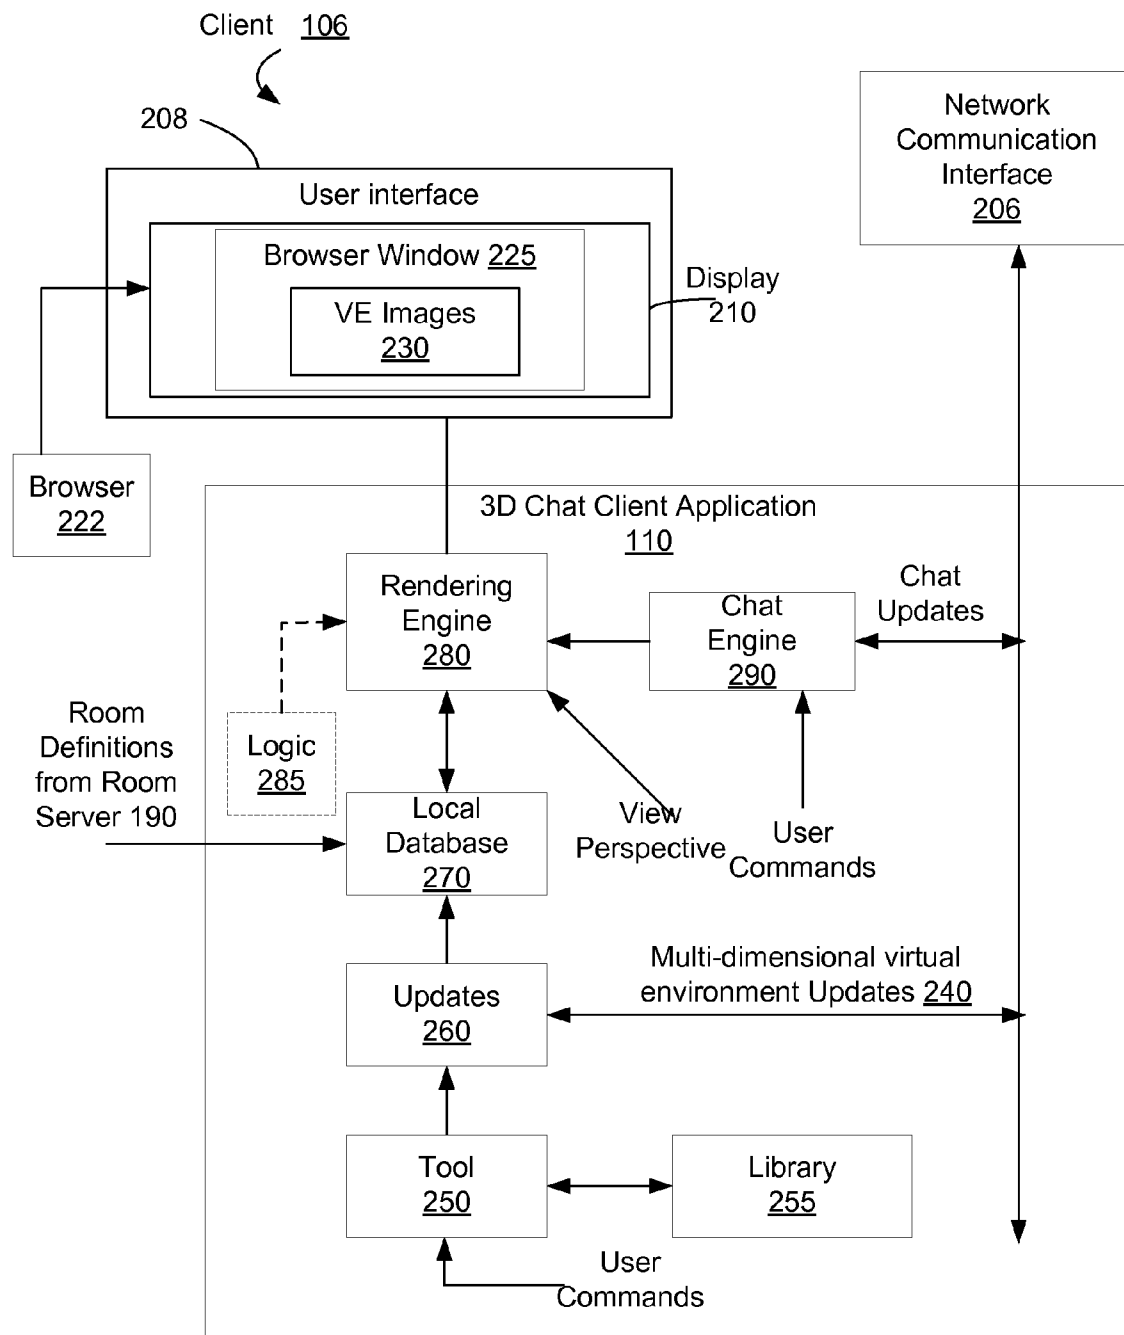 Client 106
208
User interface
Browser Window 225
VE Images
230
Display
210
Network
Communication
Interface
206
Browser
222
3D Chat Client Application
110
Rendering
Engine
280
Chat
Engine
290
Chat
Updates
Logic
285
Room
Definitions
from Room
Server 190
Local
Database
270
View
Perspective
User
Commands
Updates
260
Multi-dimensional virtual
environment Updates 240
Tool
250
Library
255
User
Commands